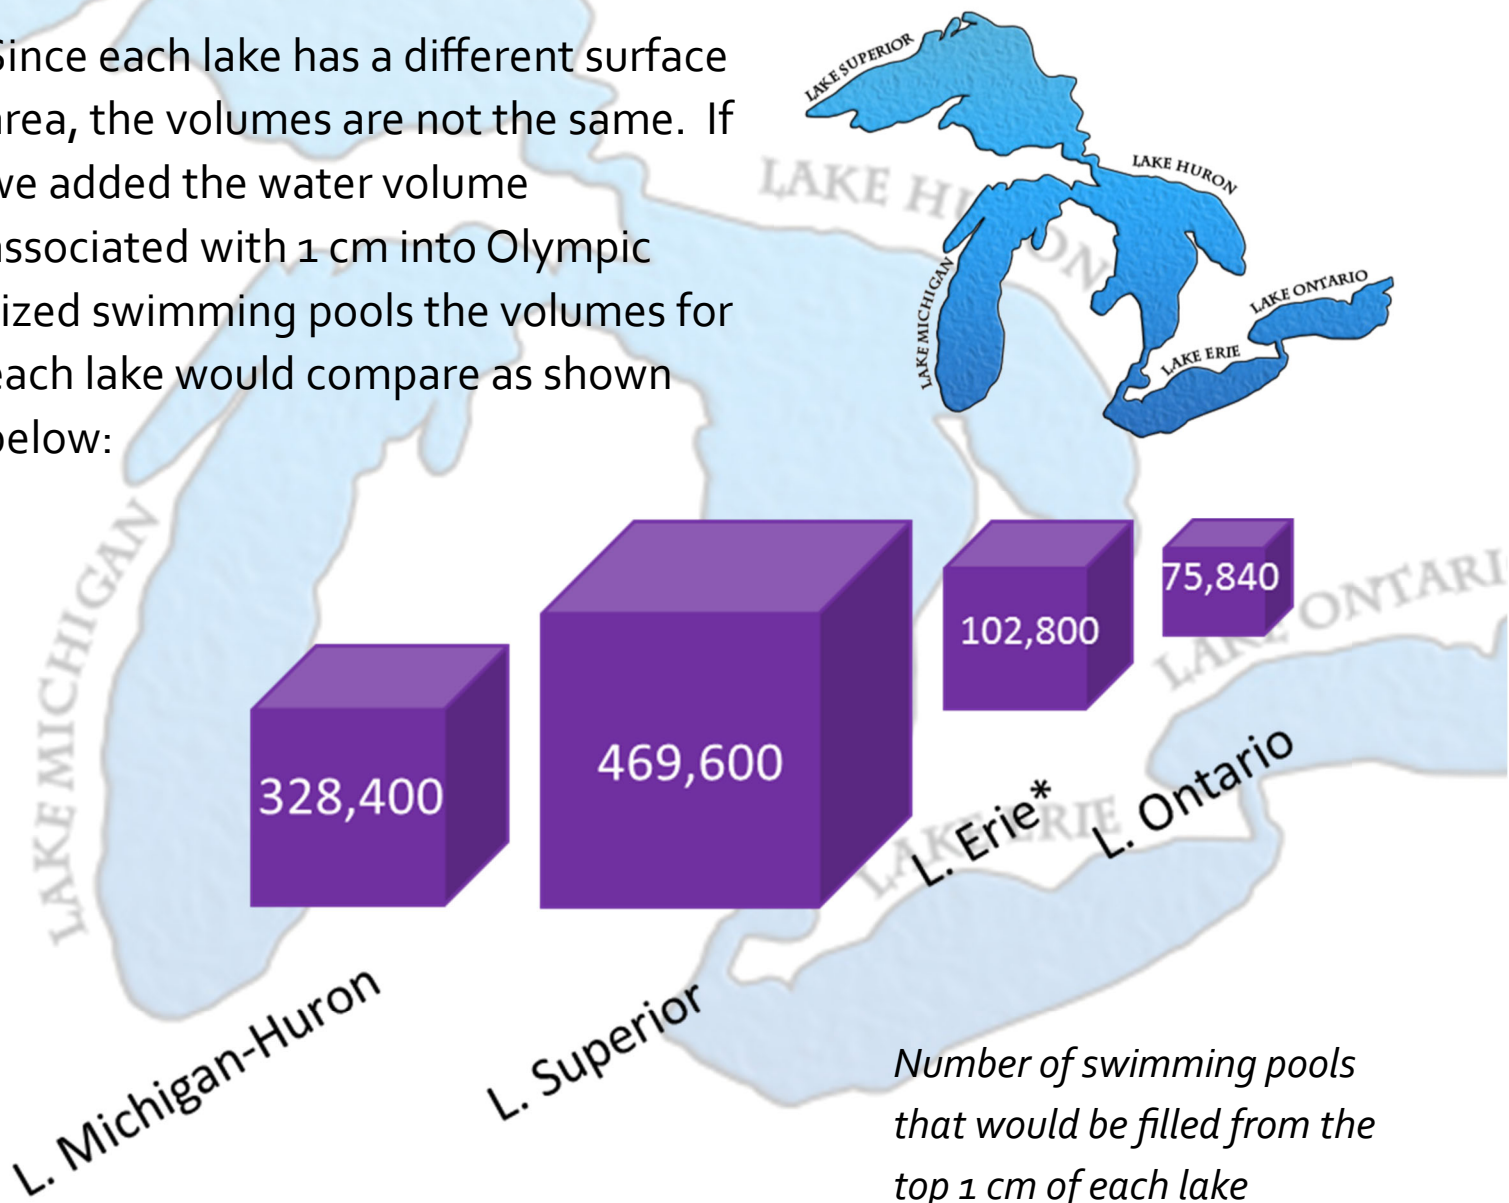 Since each lake has a different surface
area, the volumes are not the same. If
we added the water volume
associated with 1 cm into Olympic
sized swimming pools the volumes for
each lake would compare as shown
below:
LAKE SUPERIOR
LAKE HURON
LAKE MICHIGAN
LAKE ONTARIO
LAKE ERIE
LAKE HURON
LAKE MICHIGAN
LAKE ONTARI
LAKE ERIE
328,400
469,600
102,800
75,840
L. Michigan-Huron
L. Superior
L. Erie*
L. Ontario
Number of swimming pools
that would be filled from the
top 1 cm of each lake